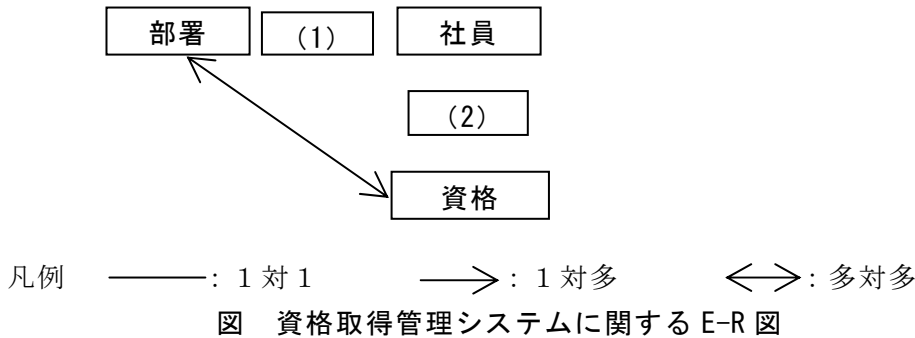 部署 (1) 社員
(2)
資格
凡例 : 1対1 : 1対多 : 多対多
図 資格取得管理システムに関するE-R図